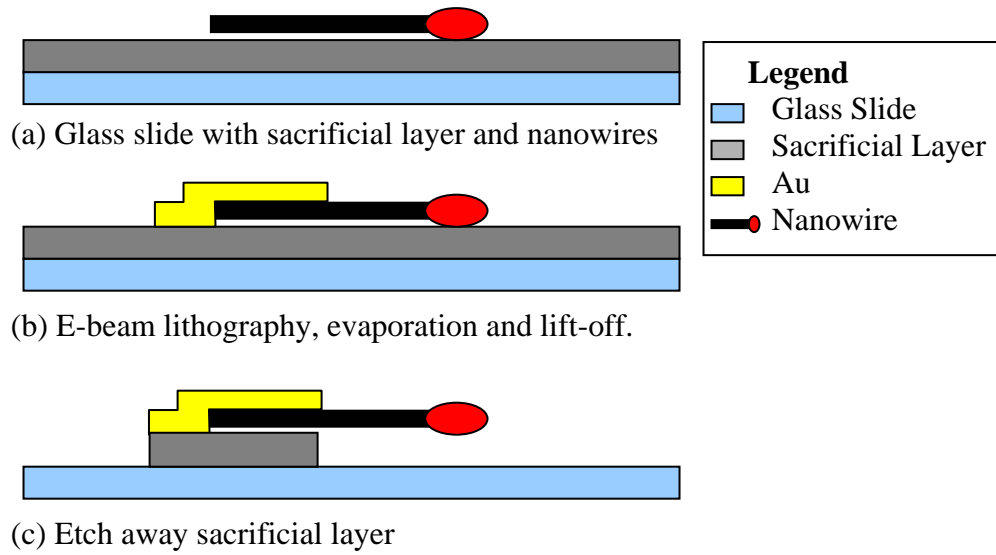 (a) Glass slide with sacrificial layer and nanowires
(b) E-beam lithography, evaporation and lift-off.
(c) Etch away sacrificial layer
Legend
Glass Slide
Sacrificial Layer
Au
Nanowire